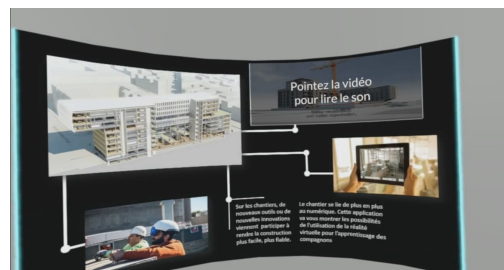 Pointez la vidéo
pour lire le son
Sur les chantiers, de
nouveaux outils ou de
nouvelles innovations
viennent participer à
rendre la construction
plus facile, plus fiable.
Le chantier se lie de plus en plus
au numérique. Cette application
va vous montrer les possibilités
de l'utilisation de la réalité
virtuelle pour l'apprentissage des
compagnons